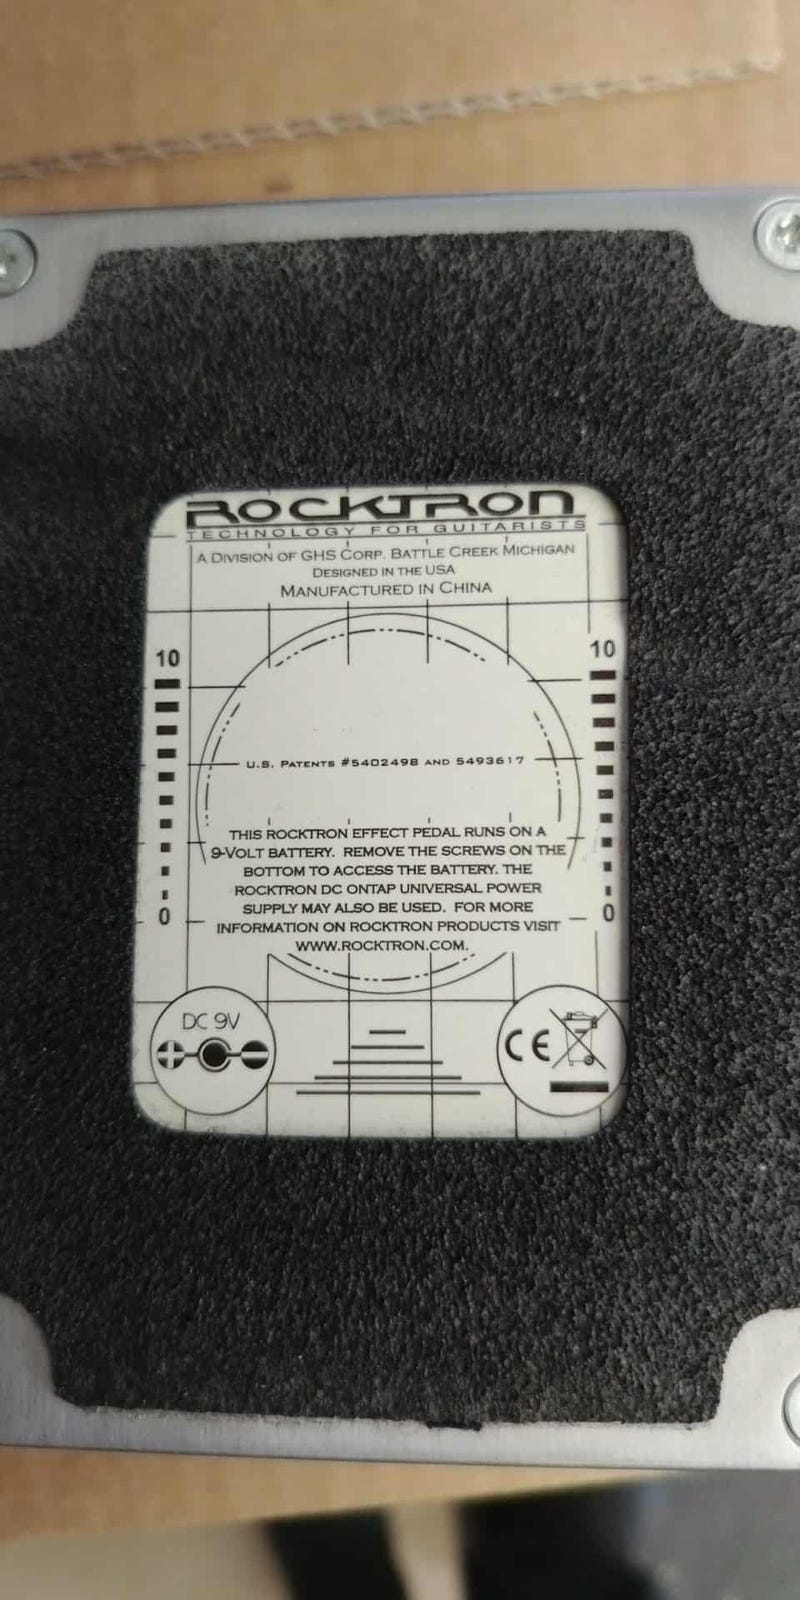 ROCKTRON
TECHNOLOGY FOR GUITARISTS
A DIVISION OF GHS CORP. BATTLE CREEK MICHIGAN
DESIGNED IN THE USA
MANUFACTURED IN CHINA
10 10
U.S. PATENTS #5402498 AND 5493617
THIS ROCKTRON EFFECT PEDAL RUNS ON A
9-VOLT BATTERY. REMOVE THE SCREWS ON THE
BOTTOM TO ACCESS THE BATTERY. THE
ROCKTRON DC ONTAP UNIVERSAL POWER
SUPPLY MAY ALSO BE USED. FOR MORE
INFORMATION ON ROCKTRON PRODUCTS VISIT
WWW.ROCKTRON.COM.
0 0
DC 9V
CE